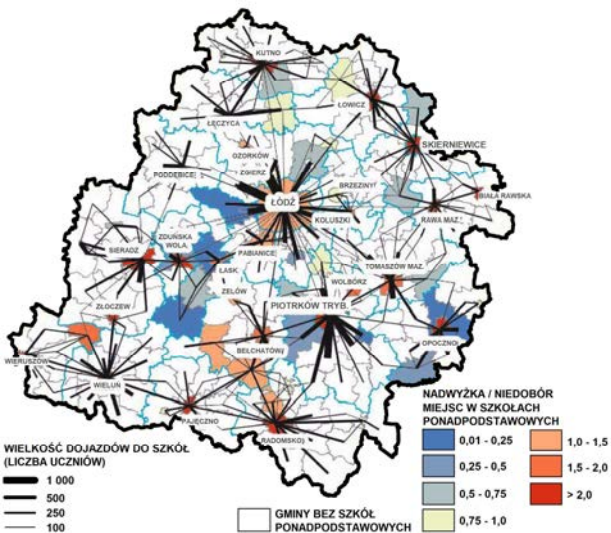 KUTNO
ŁOWICZ
ŁĘCZYCA
SKIERNIEWICE
OZORKÓW
ZGIERZ
PODDĘBICE
BRZEZINY
BIAŁA RAWSKA
ŁÓDŹ
KOLUSZKI
RAWA MAZ.
ZDUŃSKA
WOLA
SIERADZ
PABIANICE
ŁASK
TOMASZÓW MAZ.
ZELÓW
WOLBÓRZ
ZŁOCZEW
PIOTRKÓW TRYB.
OPOCZNO
WIERUSZÓW
BEŁCHATÓW
WIELUŃ
PAJĘCZNO
RADOMSKO
WIELKOŚĆ DOJAZDÓW DO SZKÓŁ
(LICZBA UCZNIÓW)
1 000
500
250
100
GMINY BEZ SZKÓŁ
PONADPODSTAWOWYCH
NADWYŻKA / NIEDOBÓR
MIEJSC W SZKOŁACH
PONADPODSTAWOWYCH
0,01 - 0,25
0,25 - 0,5
0,5 - 0,75
0,75 - 1,0
1,0 - 1,5
1,5 - 2,0
> 2,0